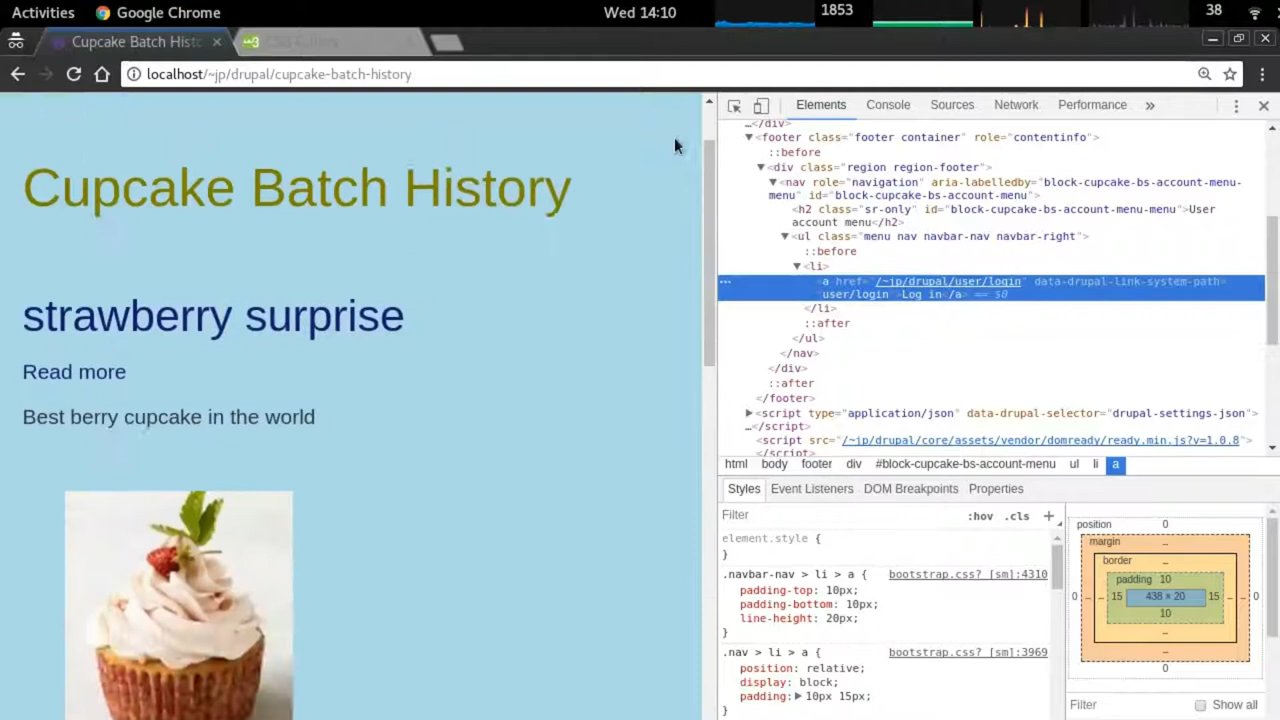 Activities Google Chrome Wed 14:10 1853 38
Cupcake Batch Histo
localhost/~jp/drupal/cupcake-batch-history
Cupcake Batch History
strawberry surprise
Read more
Best berry cupcake in the world
Elements Console Sources Network Performance »
…</div>
▼<footer class="footer container" role="contentinfo">
::before
▼<div class="region region-footer">
▼<nav role="navigation" aria-labelledby="block-cupcake-bs-account-menu-
menu" id="block-cupcake-bs-account-menu">
<h2 class="sr-only" id="block-cupcake-bs-account-menu-menu">User
account menu</h2>
▼<ul class="menu nav navbar-nav navbar-right">
::before
▼<li>
<a href="/~jp/drupal/user/login" data-drupal-link-system-path=
"user/login">Log in</a> == $0
</li>
::after
</ul>
</nav>
</div>
::after
</footer>
▶<script type="application/json" data-drupal-selector="drupal-settings-json">
…</script>
<script src="/~jp/drupal/core/assets/vendor/domready/ready.min.js?v=1.0.8">
</script>
html body footer div #block-cupcake-bs-account-menu ul li a
Styles Event Listeners DOM Breakpoints Properties
Filter :hov .cls +
element.style {
}
.navbar-nav > li > a { bootstrap.css? [sm]:4310
padding-top: 10px;
padding-bottom: 10px;
line-height: 20px;
}
.nav > li > a { bootstrap.css? [sm]:3969
position: relative;
display: block;
padding: ▶ 10px 15px;
}
position 0
margin –
border –
padding 10
0 – 15 438 × 20 15 – 0
10
–
–
0
Filter Show all